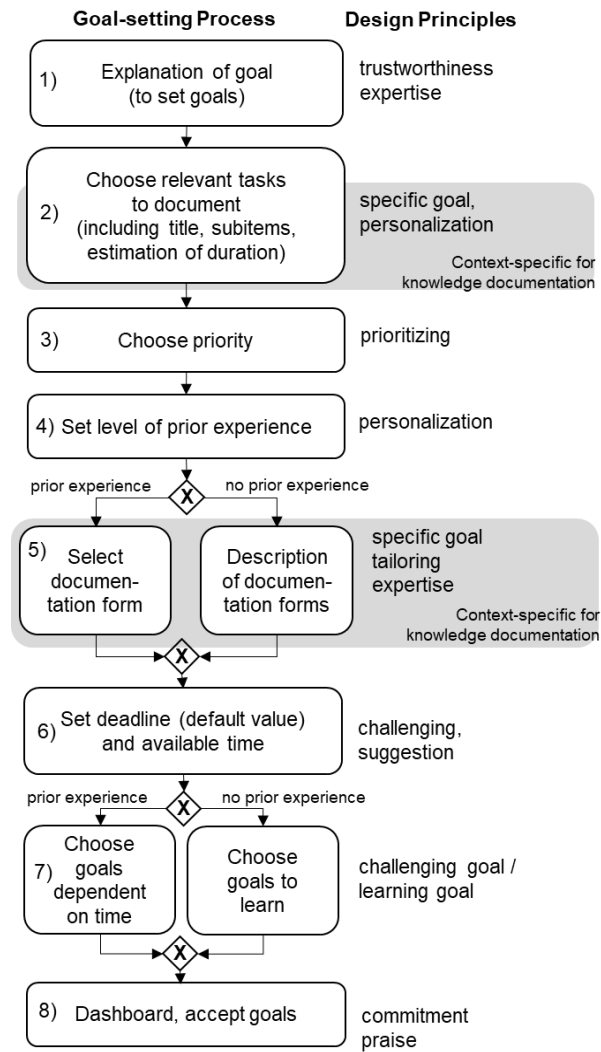 Goal-setting Process
Design Principles
1)
Explanation of goal
(to set goals)
trustworthiness
expertise
2)
Choose relevant tasks
to document
(including title, subitems,
estimation of duration)
specific goal,
personalization
Context-specific for
knowledge documentation
3)
Choose priority
prioritizing
4) Set level of prior experience
personalization
prior experience
X
no prior experience
5)
Select
documen-
tation form
Description
of documen-
tation forms
specific goal
tailoring
expertise
Context-specific for
knowledge documentation
X
6)
Set deadline (default value)
and available time
challenging,
suggestion
prior experience
X
no prior experience
7)
Choose
goals
dependent
on time
Choose
goals to
learn
challenging goal /
learning goal
X
8)
Dashboard, accept goals
commitment
praise